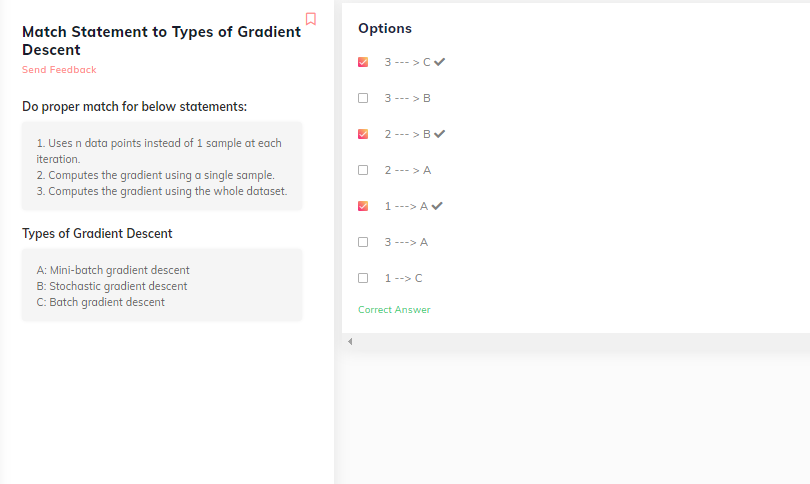 Match Statement to Types of Gradient
Descent
Send Feedback
Do proper match for below statements:
1. Uses n data points instead of 1 sample at each
iteration.
2. Computes the gradient using a single sample.
3. Computes the gradient using the whole dataset.
Types of Gradient Descent
A: Mini-batch gradient descent
B: Stochastic gradient descent
C: Batch gradient descent
Options
3 --- > C
3 --- > B
2 --- > B
2 --- > A
1 ---> A
3 ---> A
1 --> C
Correct Answer